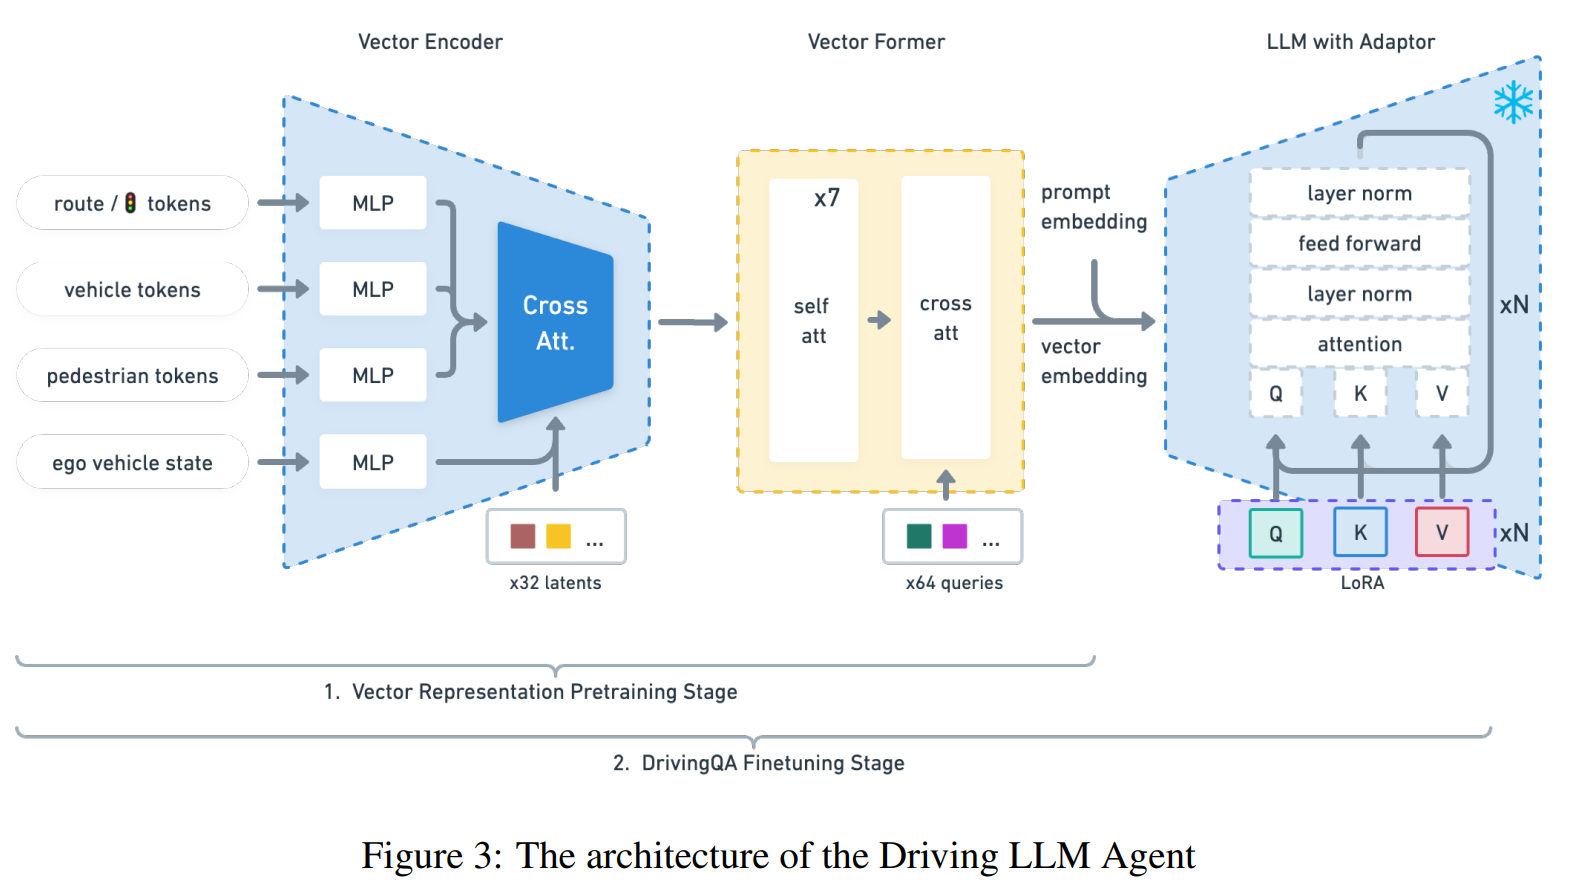 Vector Encoder
Vector Former
LLM with Adaptor
route / tokens
MLP
vehicle tokens
MLP
pedestrian tokens
MLP
ego vehicle state
MLP
Cross
Att.
...
x32 latents
x7
self
att
cross
att
...
x64 queries
prompt
embedding
vector
embedding
layer norm
feed forward
layer norm
attention
Q K V
xN
Q K V
xN
LoRA
1. Vector Representation Pretraining Stage
2. DrivingQA Finetuning Stage
Figure 3: The architecture of the Driving LLM Agent